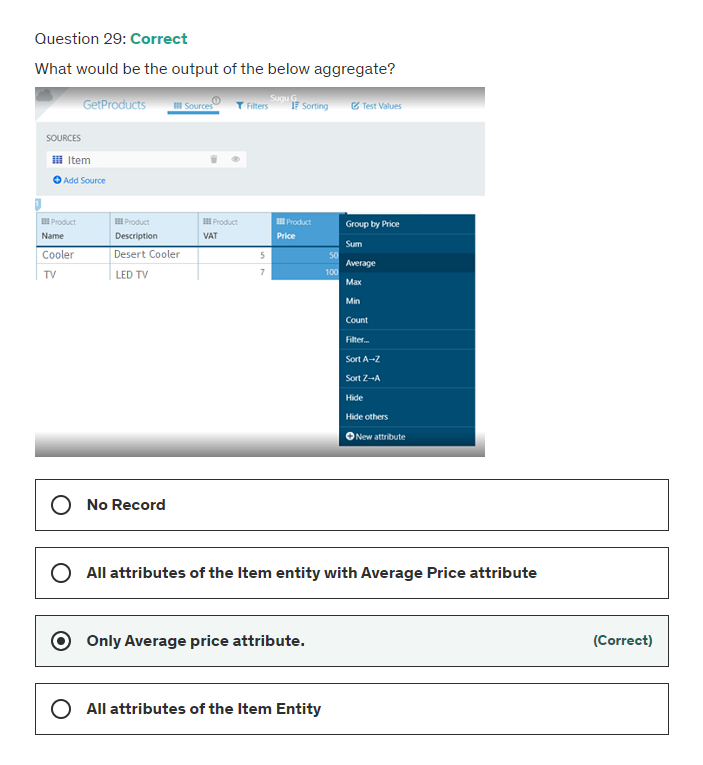 Question 29: Correct
What would be the output of the below aggregate?
Sugu G
GetProducts Sources 1 Filters Sorting Test Values
SOURCES
Item
Add Source
1
Product Product Product Product
Name Description VAT Price
Cooler Desert Cooler 5 50
TV LED TV 7 100
Group by Price
Sum
Average
Max
Min
Count
Filter...
Sort A→Z
Sort Z→A
Hide
Hide others
New attribute
No Record
All attributes of the Item entity with Average Price attribute
Only Average price attribute. (Correct)
All attributes of the Item Entity